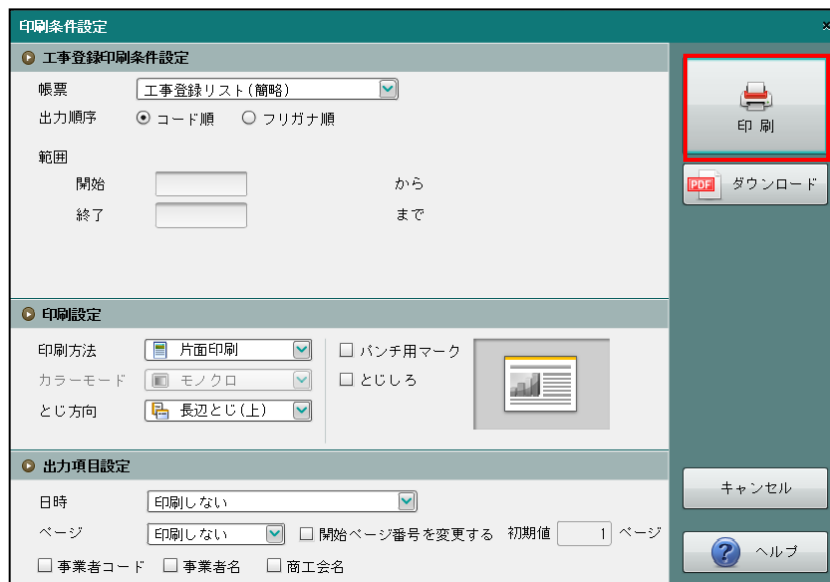 印刷条件設定 ×
工事登録印刷条件設定
帳票 工事登録リスト(簡略)
出力順序 コード順 フリガナ順
範囲
開始 から
終了 まで
印刷設定
印刷方法 片面印刷 パンチ用マーク
カラーモード モノクロ とじしろ
とじ方向 長辺とじ(上)
出力項目設定
日時 印刷しない
ページ 印刷しない 開始ページ番号を変更する 初期値 1 ページ
事業者コード 事業者名 商工会名
印刷
PDF ダウンロード
キャンセル
? ヘルプ